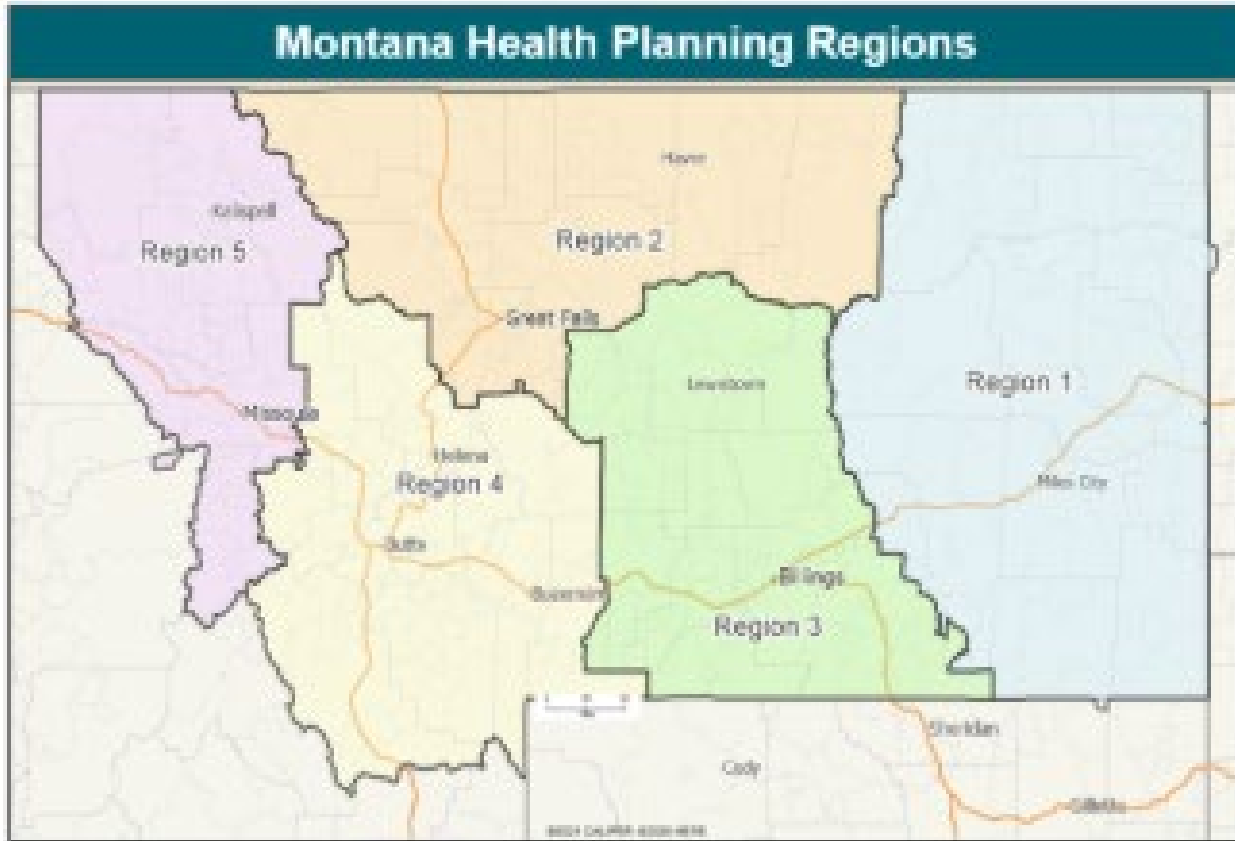 Montana Health Planning Regions
Havre
Kalispell
Region 5
Region 2
Great Falls
Region 1
Lewistown
Missoula
Helena
Region 4
Miles City
Butte
Billings
Bozeman
Region 3
Sheridan
Cody
Gillette